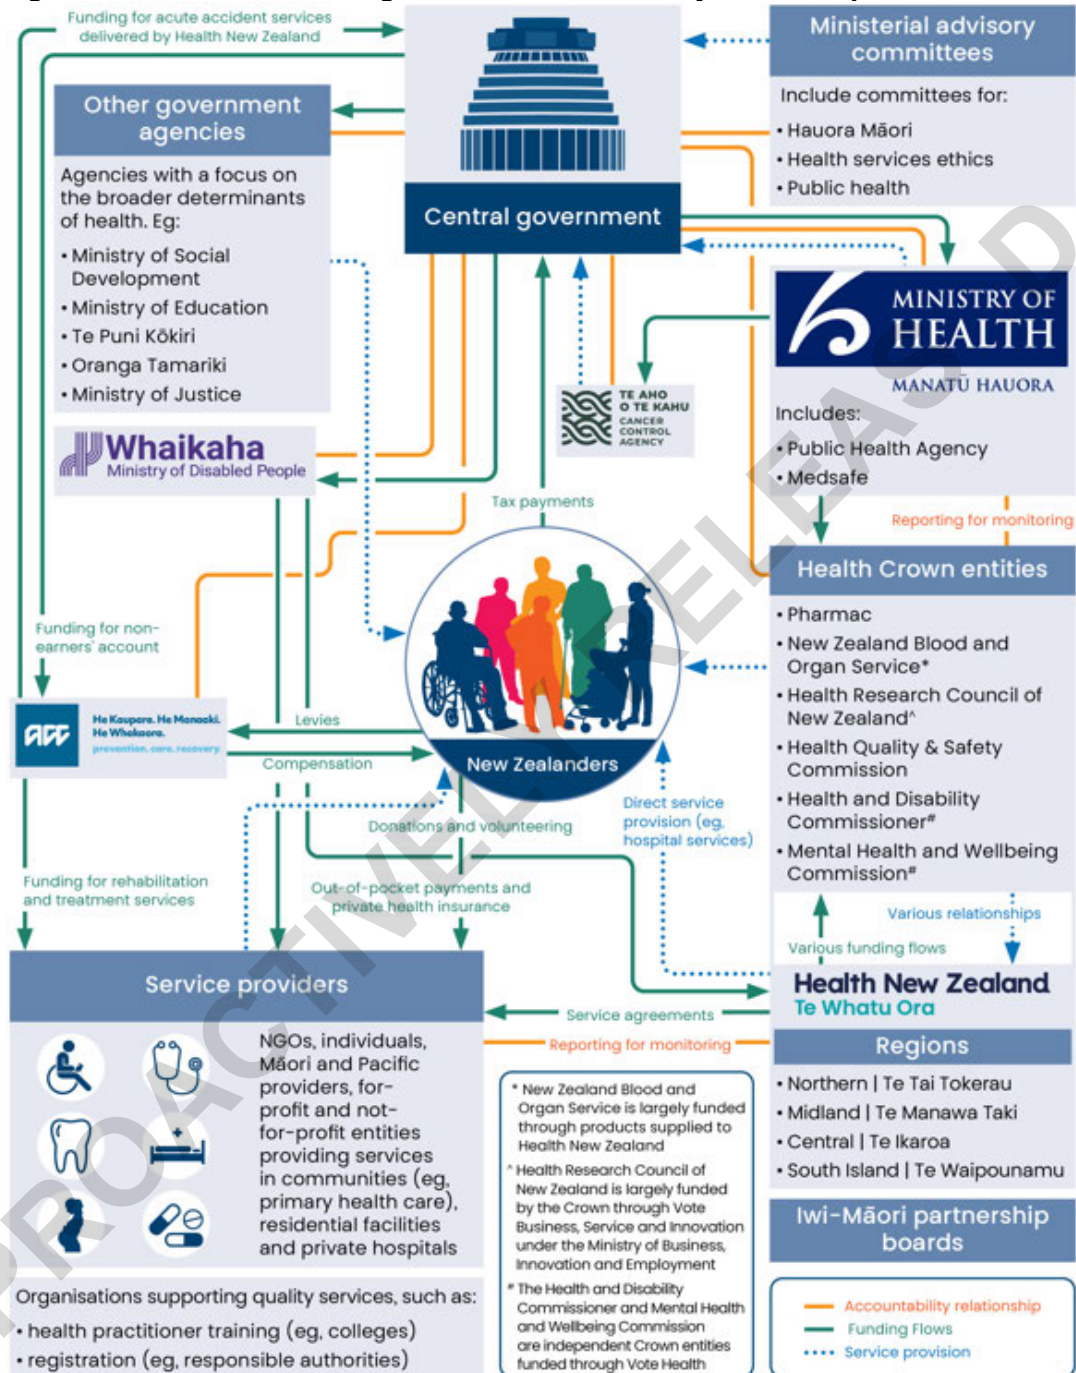 Funding for acute accident services
delivered by Health New Zealand
Ministerial advisory
committees
Include committees for:
• Hauora Māori
• Health services ethics
• Public health
Other government
agencies
Agencies with a focus on
the broader determinants
of health. Eg:
• Ministry of Social
Development
• Ministry of Education
• Te Puni Kōkiri
• Oranga Tamariki
• Ministry of Justice
Central government
MINISTRY OF
HEALTH
MANATŪ HAUORA
Includes:
• Public Health Agency
• Medsafe
TE AHO
O TE KAHU
CANCER
CONTROL
AGENCY
Whaikaha
Ministry of Disabled People
Tax payments
Reporting for monitoring
Health Crown entities
• Pharmac
• New Zealand Blood and
Organ Service*
• Health Research Council of
New Zealand^
• Health Quality & Safety
Commission
• Health and Disability
Commissioner#
• Mental Health and Wellbeing
Commission#
Funding for non-
earners' account
acc
He Kaupare. He Manaaki.
He Whakaora.
prevention. care. recovery.
Levies
Compensation
New Zealanders
Direct service
provision (eg,
hospital services)
Donations and volunteering
Funding for rehabilitation
and treatment services
Out-of-pocket payments and
private health insurance
Various relationships
Various funding flows
Health New Zealand
Te Whatu Ora
Service agreements
Reporting for monitoring
Regions
• Northern | Te Tai Tokerau
• Midland | Te Manawa Taki
• Central | Te Ikaroa
• South Island | Te Waipounamu
Iwi-Māori partnership
boards
Service providers
NGOs, individuals,
Māori and Pacific
providers, for-
profit and not-
for-profit entities
providing services
in communities (eg,
primary health care),
residential facilities
and private hospitals
Organisations supporting quality services, such as:
• health practitioner training (eg, colleges)
• registration (eg, responsible authorities)
* New Zealand Blood and
Organ Service is largely funded
through products supplied to
Health New Zealand
^ Health Research Council of
New Zealand is largely funded
by the Crown through Vote
Business, Service and Innovation
under the Ministry of Business,
Innovation and Employment
# The Health and Disability
Commissioner and Mental Health
and Wellbeing Commission
are independent Crown entities
funded through Vote Health
Accountability relationship
Funding Flows
Service provision
PROACTIVELY RELEASED